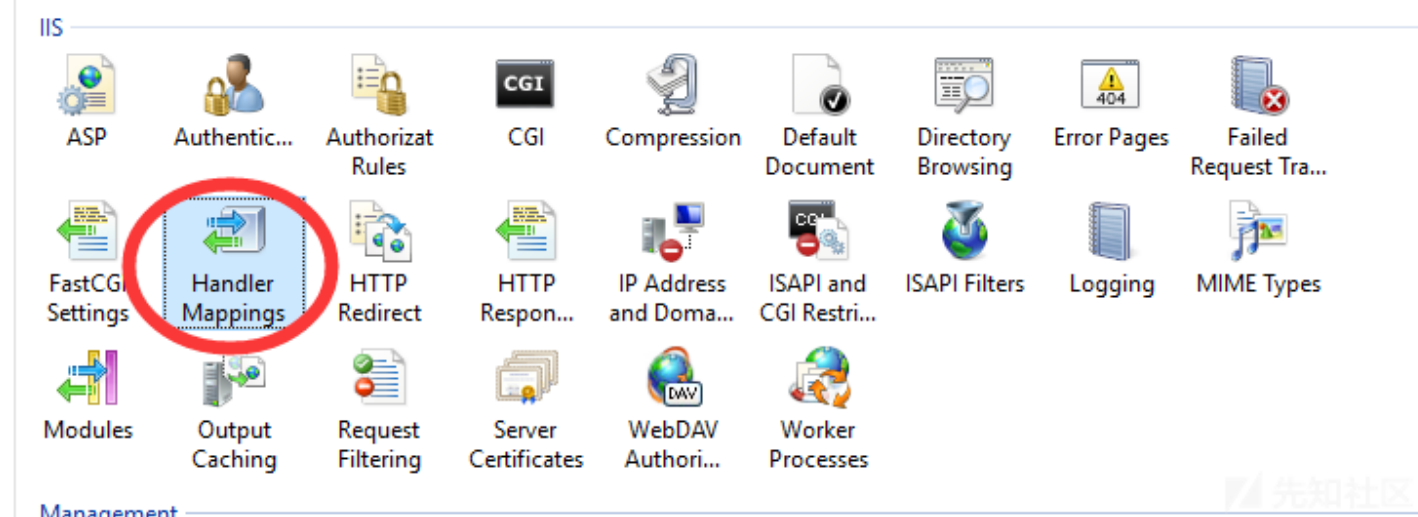 IIS
ASP Authentic... Authorizat CGI Compression Default Directory Error Pages Failed
Rules Document Browsing Request Tra...
CGI
404
FastCGI Handler HTTP HTTP IP Address ISAPI and ISAPI Filters Logging MIME Types
Settings Mappings Redirect Respon... and Doma... CGI Restri...
CGI
Modules Output Request Server WebDAV Worker
Caching Filtering Certificates Authori... Processes
DAV
Management
先知社区